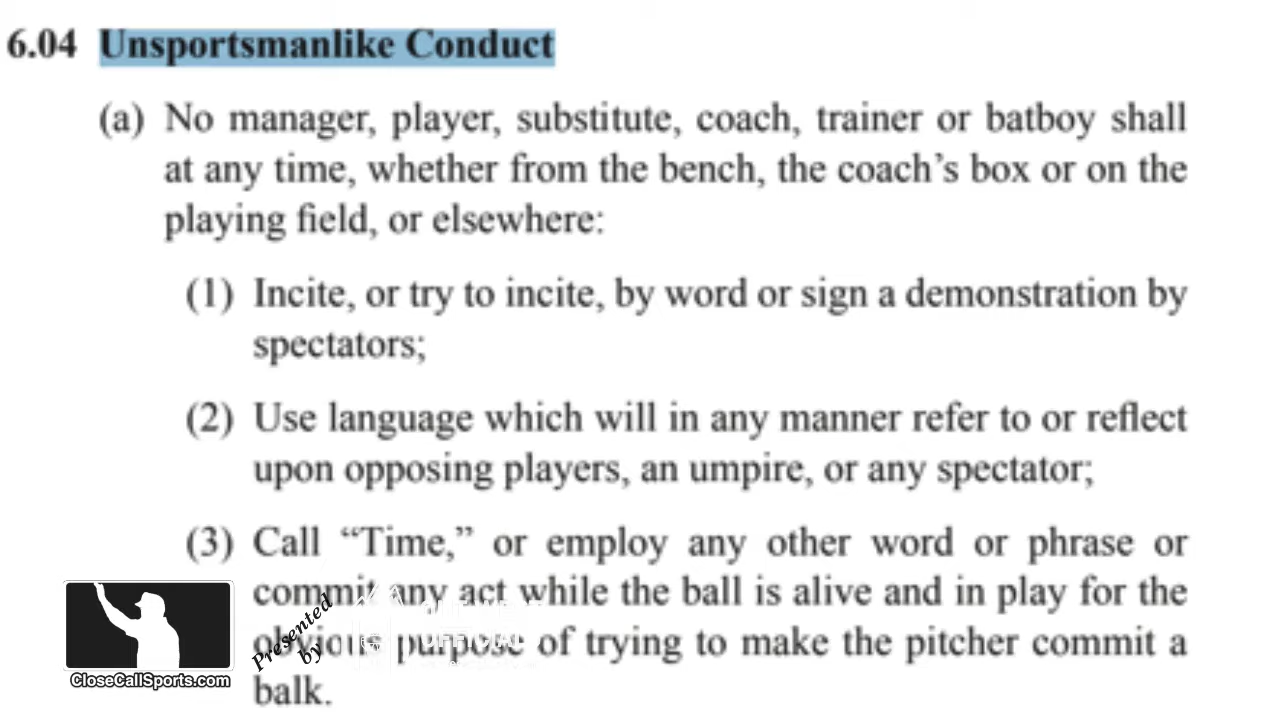 6.04 Unsportsmanlike Conduct
(a) No manager, player, substitute, coach, trainer or batboy shall
at any time, whether from the bench, the coach’s box or on the
playing field, or elsewhere:
(1) Incite, or try to incite, by word or sign a demonstration by
spectators;
(2) Use language which will in any manner refer to or reflect
upon opposing players, an umpire, or any spectator;
(3) Call “Time,” or employ any other word or phrase or
commit any act while the ball is alive and in play for the
obvious purpose of trying to make the pitcher commit a
balk.
Presented
by
CloseCallSports.com